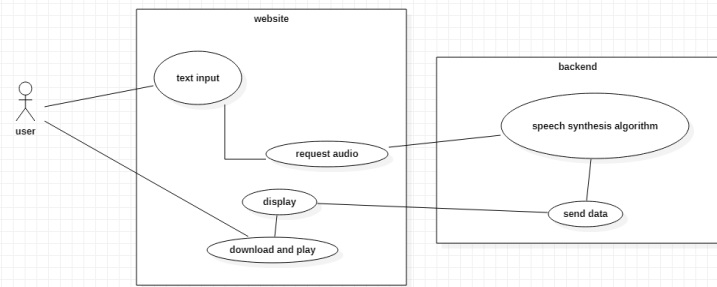 website
backend
text input
user
speech synthesis algorithm
request audio
display
send data
download and play